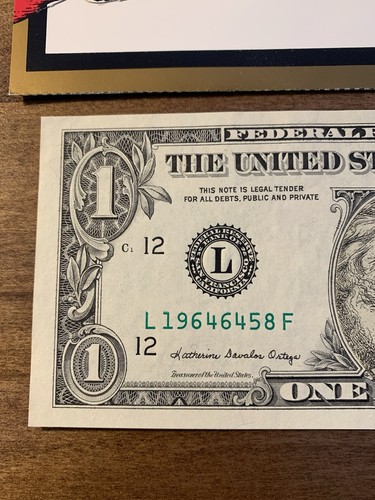 FEDERAL
THE UNITED ST
THIS NOTE IS LEGAL TENDER
FOR ALL DEBTS, PUBLIC AND PRIVATE
1
C1 12
L
L 19646458 F
12
Katherine Davalos Ortega
Treasurer of the United States.
1
ONE